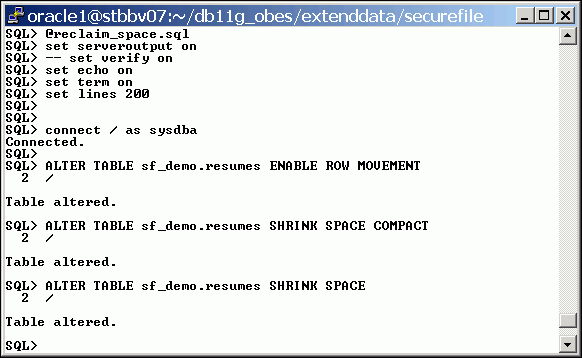 oracle1@stbbv07:~/db11g_obes/extenddata/securefile
SQL> @reclaim_space.sql
SQL> set serveroutput on
SQL> -- set verify on
SQL> set echo on
SQL> set term on
SQL> set lines 200
SQL>
SQL>
SQL> connect / as sysdba
Connected.
SQL>
SQL> ALTER TABLE sf_demo.resumes ENABLE ROW MOVEMENT
2 /
Table altered.
SQL> ALTER TABLE sf_demo.resumes SHRINK SPACE COMPACT
2 /
Table altered.
SQL> ALTER TABLE sf_demo.resumes SHRINK SPACE
2 /
Table altered.
SQL>